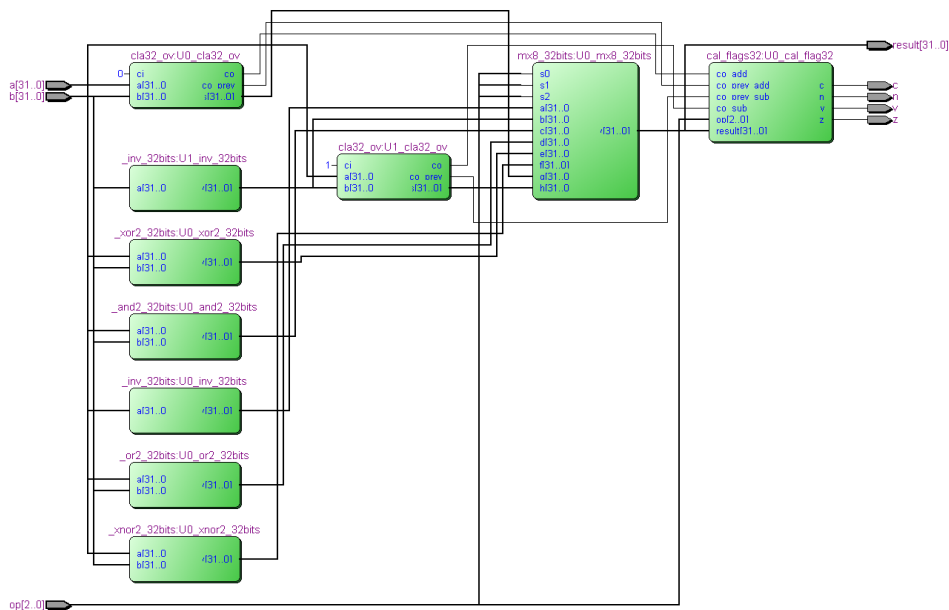 cla32_ov:U0_cla32_ov
0
ci
a[31..0]
b[31..0]
co
co_prev
s[31..0]
a[31..0]
b[31..0]
_inv_32bits:U1_inv_32bits
a[31..0]
y[31..0]
_xor2_32bits:U0_xor2_32bits
a[31..0]
b[31..0]
y[31..0]
_and2_32bits:U0_and2_32bits
a[31..0]
b[31..0]
y[31..0]
_inv_32bits:U0_inv_32bits
a[31..0]
y[31..0]
_or2_32bits:U0_or2_32bits
a[31..0]
b[31..0]
y[31..0]
_xnor2_32bits:U0_xnor2_32bits
a[31..0]
b[31..0]
y[31..0]
op[2..0]
cla32_ov:U1_cla32_ov
1
ci
a[31..0]
b[31..0]
co
co_prev
s[31..0]
mx8_32bits:U0_mx8_32bits
s0
s1
s2
a[31..0]
b[31..0]
c[31..0]
d[31..0]
e[31..0]
f[31..0]
g[31..0]
h[31..0]
y[31..0]
cal_flags32:U0_cal_flag32
co_add
co_prev_add
co_prev_sub
co_sub
op[2..0]
result[31..0]
c
n
v
z
result[31..0]
c
n
v
z